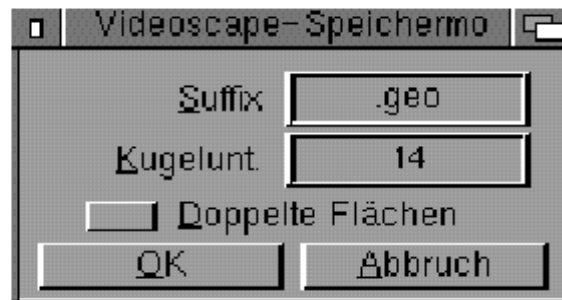 Videoscape-Speichermo
Suffix .geo
Kugelunt. 14
Doppelte Flächen
OK Abbruch